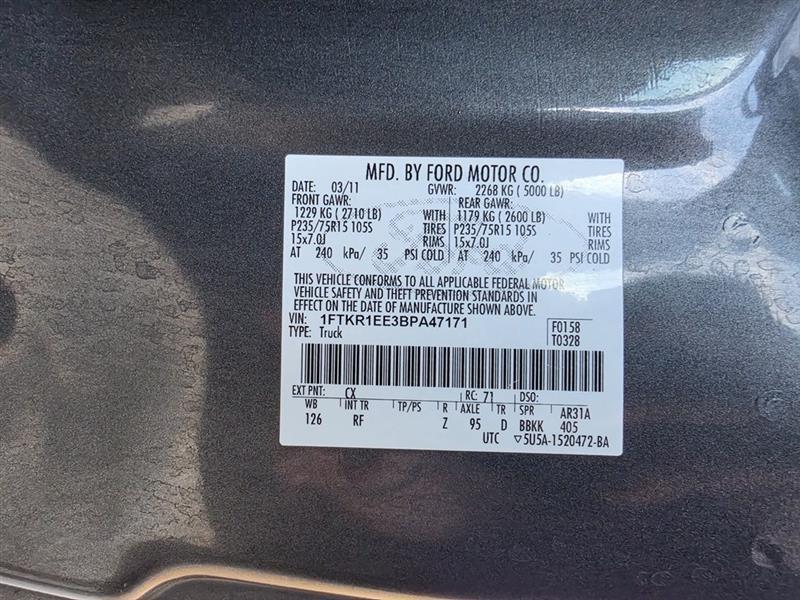 MFD. BY FORD MOTOR CO.
DATE: 03/11 GVWR: 2268 KG ( 5000 LB)
FRONT GAWR: REAR GAWR:
1229 KG ( 2710 LB) WITH 1179 KG ( 2600 LB) WITH
P235/75R15 105S TIRES P235/75R15 105S TIRES
15x7.0J RIMS 15x7.0J RIMS
AT 240 kPa/ 35 PSI COLD AT 240 kPa/ 35 PSI COLD
THIS VEHICLE CONFORMS TO ALL APPLICABLE FEDERAL MOTOR
VEHICLE SAFETY AND THEFT PREVENTION STANDARDS IN
EFFECT ON THE DATE OF MANUFACTURE SHOWN ABOVE.
VIN: 1FTKR1EE3BPA47171 F0158
TYPE: Truck T0328
EXT PNT: CX RC: 71 DSO:
WB INT TR TP/PS R AXLE TR SPR AR31A
126 RF Z 95 D BBKK 405
UTC ▽5U5A-1520472-BA